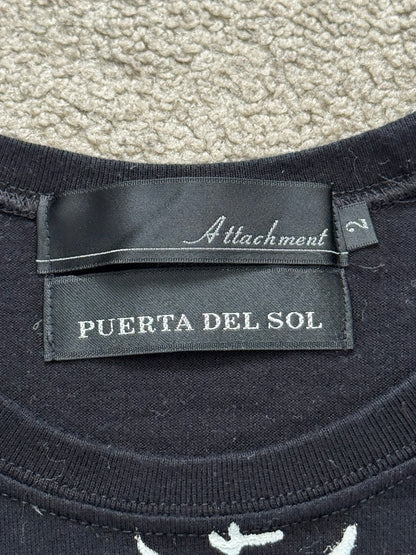 Attachment
2
PUERTA DEL SOL